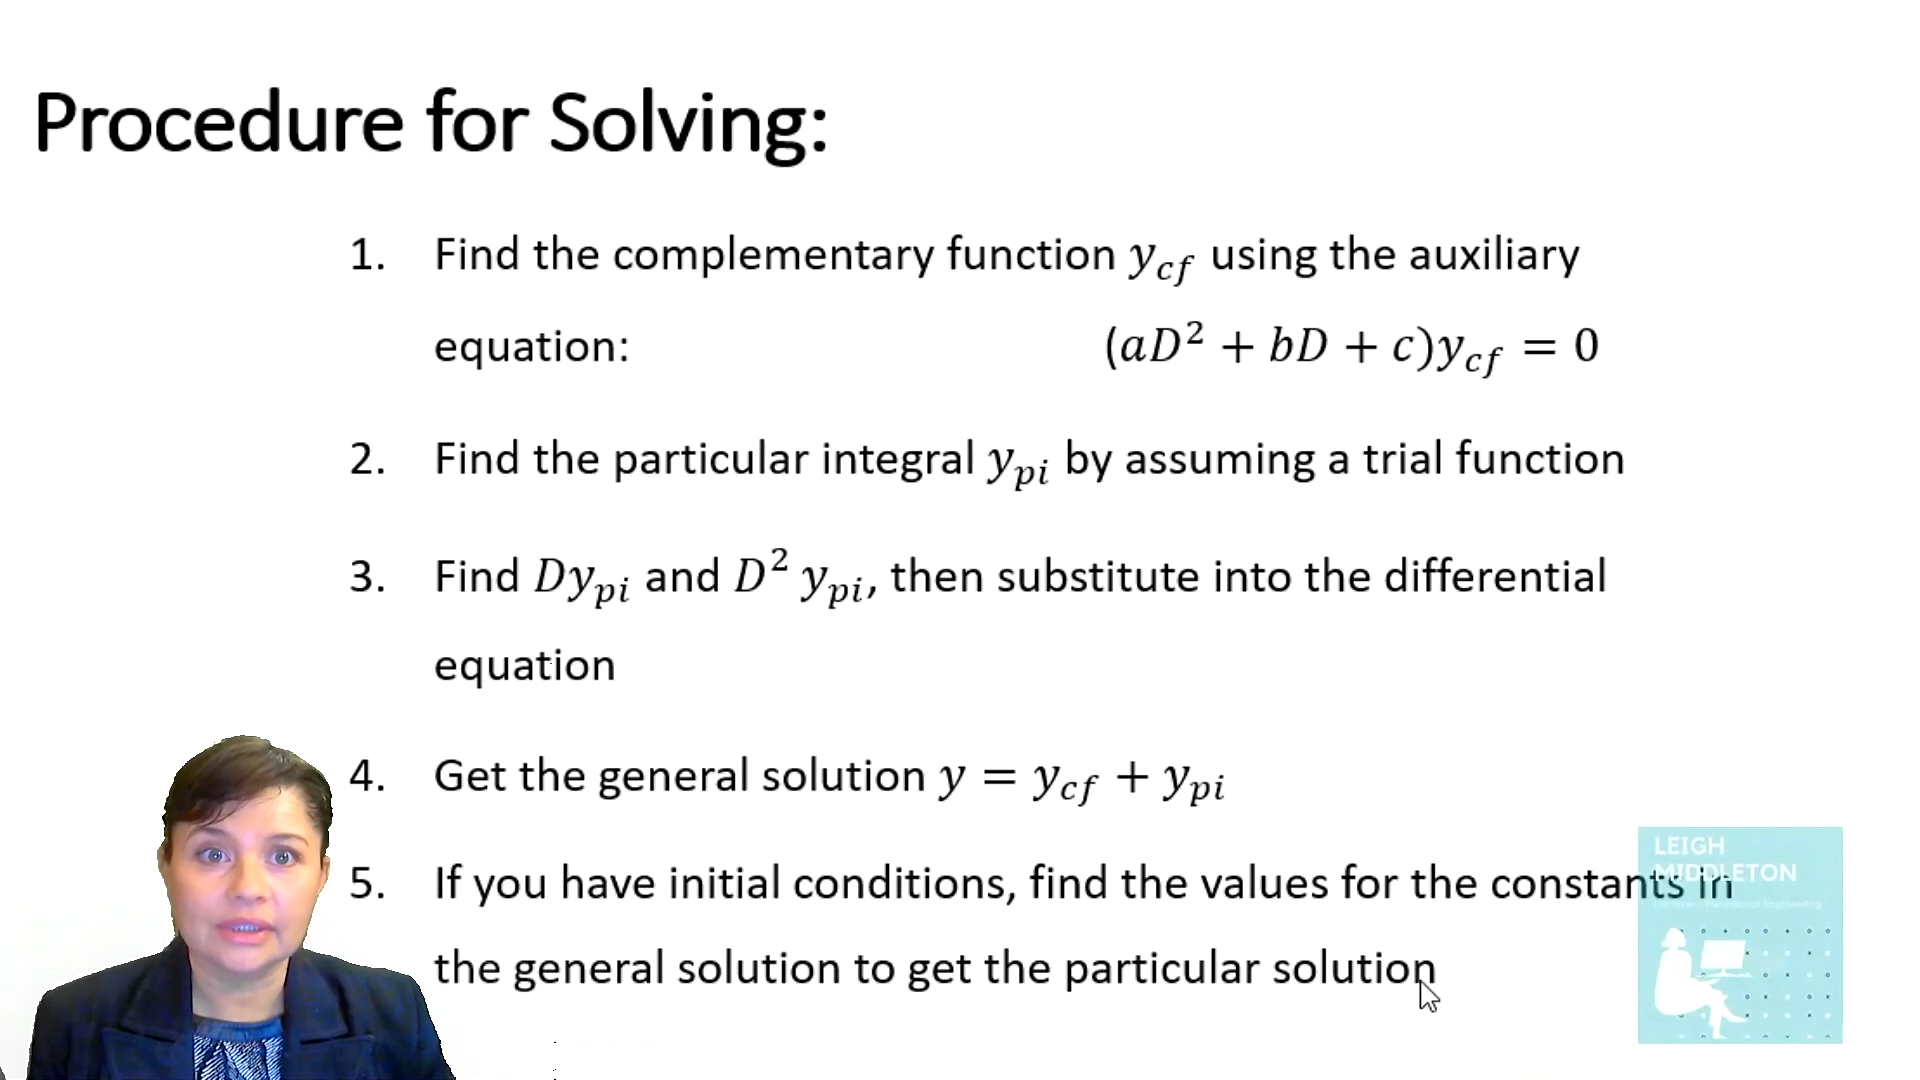 Procedure for Solving:
1. Find the complementary function y_cf using the auxiliary
equation: (aD² + bD + c)y_cf = 0
2. Find the particular integral y_pi by assuming a trial function
3. Find Dy_pi and D² y_pi, then substitute into the differential
equation
4. Get the general solution y = y_cf + y_pi
5. If you have initial conditions, find the values for the constants in
the general solution to get the particular solution
LEIGH
MIDDLETON
Mechanical Engineering